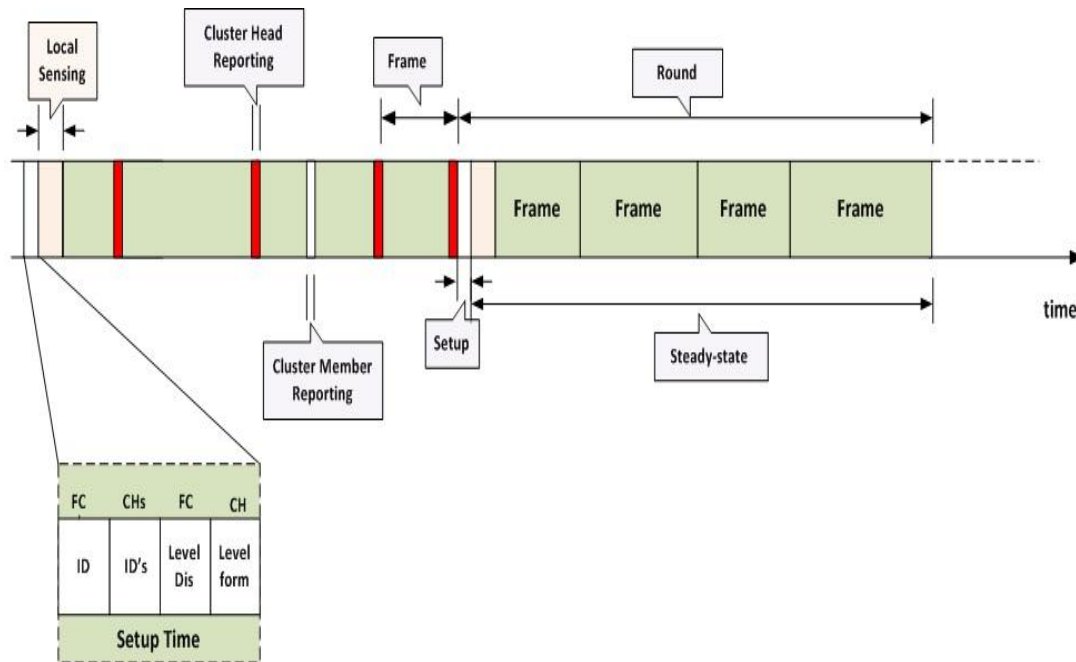 Local
Sensing
Cluster Head
Reporting
Frame
Round
Frame
Frame
Frame
Frame
time
Setup
Steady-state
Cluster Member
Reporting
FC
CHs
FC
CH
ID
ID's
Level
Dis
Level
form
Setup Time